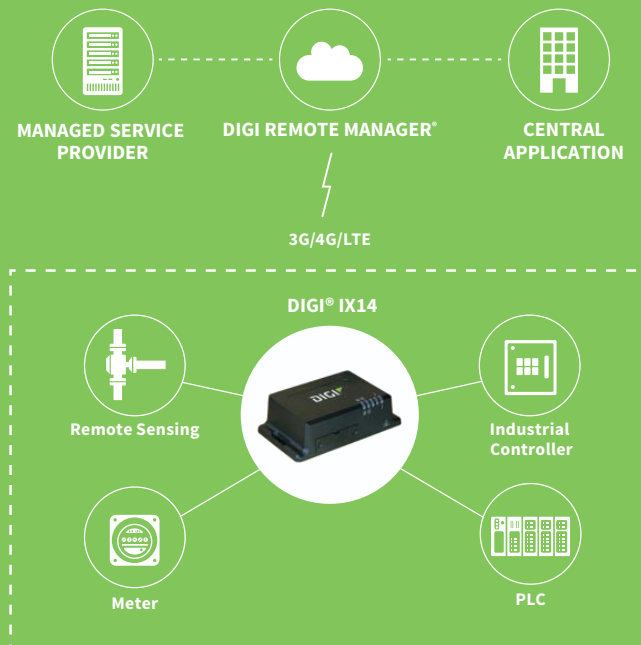 MANAGED SERVICE
PROVIDER
DIGI REMOTE MANAGER®
CENTRAL
APPLICATION
3G/4G/LTE
DIGI® IX14
DIGI
Remote Sensing
Industrial
Controller
Meter
PLC